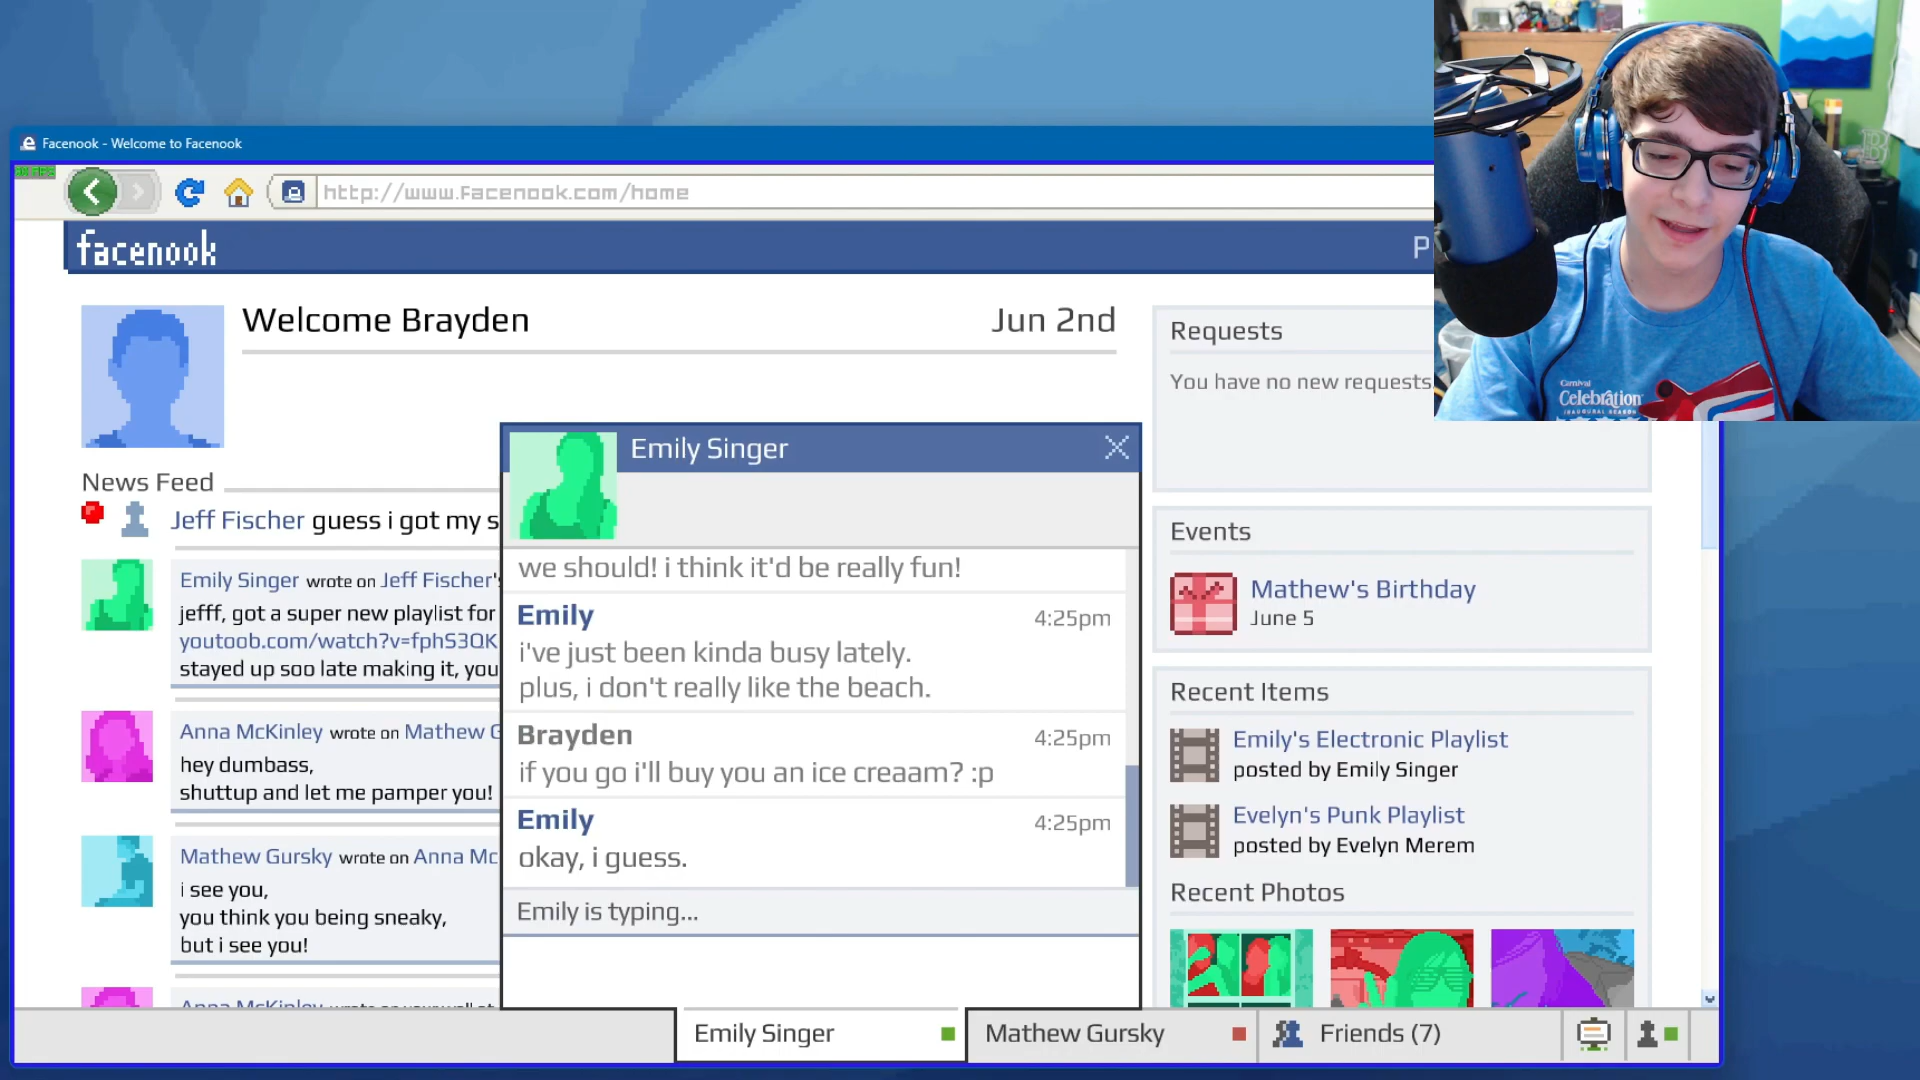 Facenook - Welcome to Facenook
http://www.Facenook.com/home
facenook
P
Welcome Brayden
Jun 2nd
News Feed
Jeff Fischer guess i got my s
Emily Singer wrote on Jeff Fischer's
jefff, got a super new playlist for
youtoob.com/watch?v=fphS3QK
stayed up soo late making it, you
Anna McKinley wrote on Mathew G
hey dumbass,
shuttup and let me pamper you!
Mathew Gursky wrote on Anna Mc
i see you,
you think you being sneaky,
but i see you!
Emily Singer
we should! i think it'd be really fun!
Emily 4:25pm
i've just been kinda busy lately.
plus, i don't really like the beach.
Brayden 4:25pm
if you go i'll buy you an ice creaam? :p
Emily 4:25pm
okay, i guess.
Emily is typing...
Requests
You have no new requests
Events
Mathew's Birthday
June 5
Recent Items
Emily's Electronic Playlist
posted by Emily Singer
Evelyn's Punk Playlist
posted by Evelyn Merem
Recent Photos
Emily Singer
Mathew Gursky
Friends (7)
Carnival
Celebration
INAUGURAL SEASON